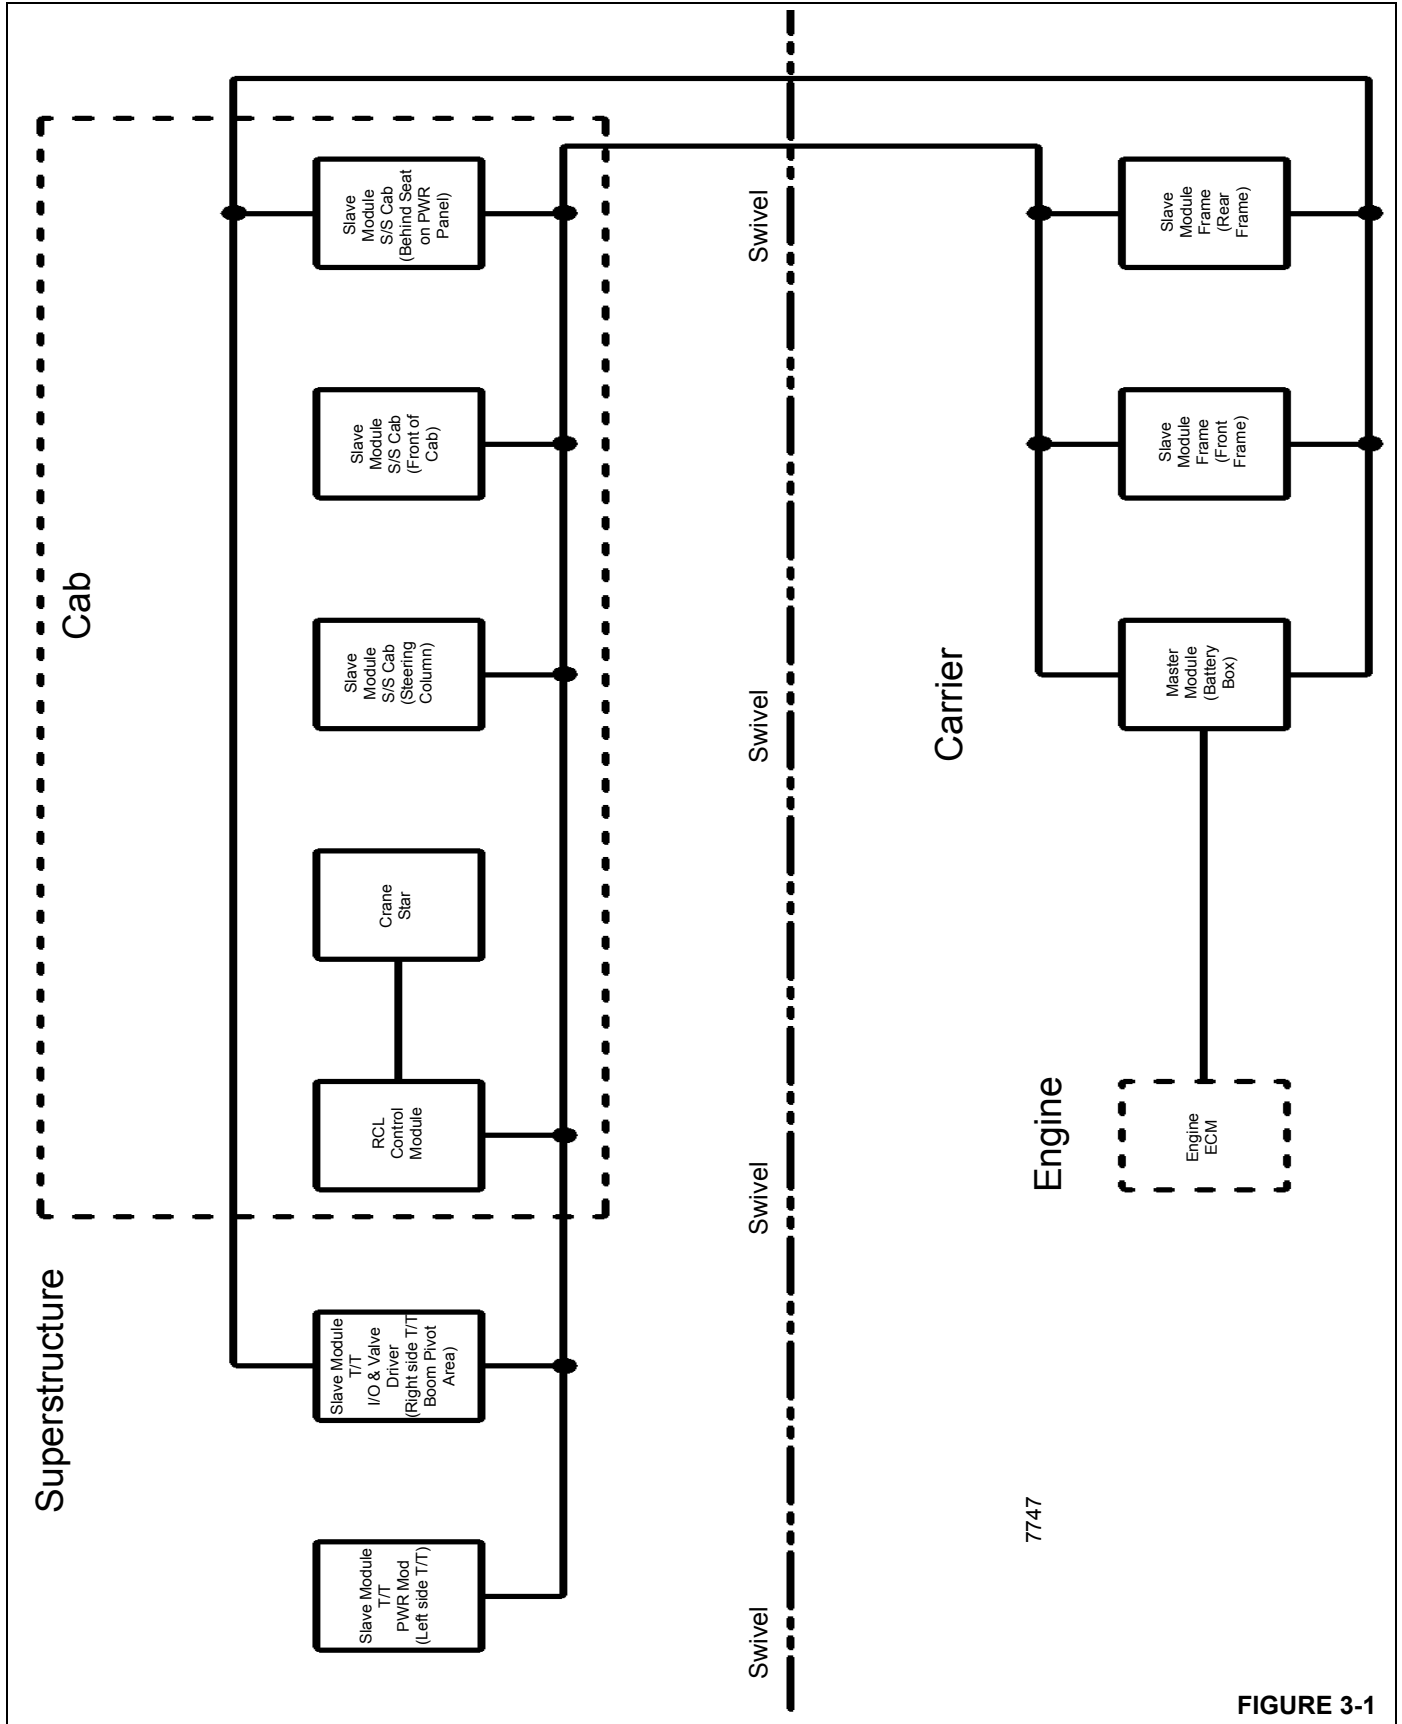 Superstructure
Cab
Slave Module
T/T
PWR Mod
(Left side T/T)
Slave Module
T/T
I/O & Valve
Driver
(Right side T/T
Boom Pivot
Area)
RCL
Control
Module
Crane
Star
Slave
Module
S/S Cab
(Steering
Column)
Slave
Module
S/S Cab
(Front of
Cab)
Slave
Module
S/S Cab
(Behind Seat
on PWR
Panel)
Swivel
Swivel
Swivel
Swivel
Carrier
Engine
7747
Engine
ECM
Master
Module
(Battery
Box)
Slave
Module
Frame
(Front
Frame)
Slave
Module
Frame
(Rear
Frame)
FIGURE 3-1